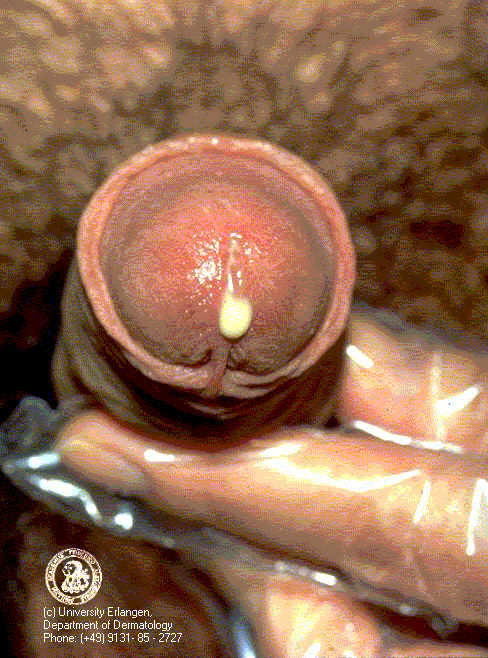 (c) University Erlangen,
Department of Dermatology
Phone: (+49) 9131- 85 - 2727